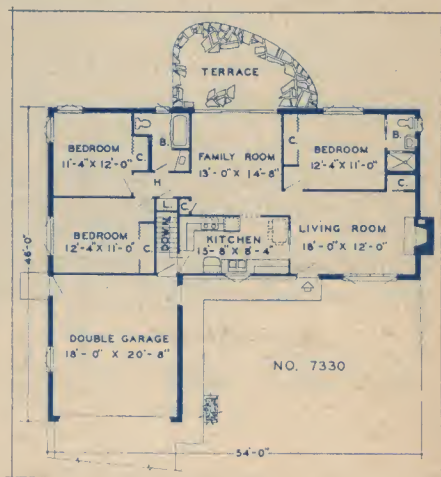 TERRACE
BEDROOM
11'-4" X 12'-0"
C.
B.
FAMILY ROOM
13'-0" X 14'-8"
C.
BEDROOM
12'-4" X 11'-0"
B.
C.
H
L.
C.
BEDROOM
12'-4" X 11'-0"
C.
DOWN
KITCHEN
15'-8" X 8'-4"
LIVING ROOM
18'-0" X 12'-0"
46'-0"
DOUBLE GARAGE
18'-0" X 20'-8"
NO. 7330
54'-0"